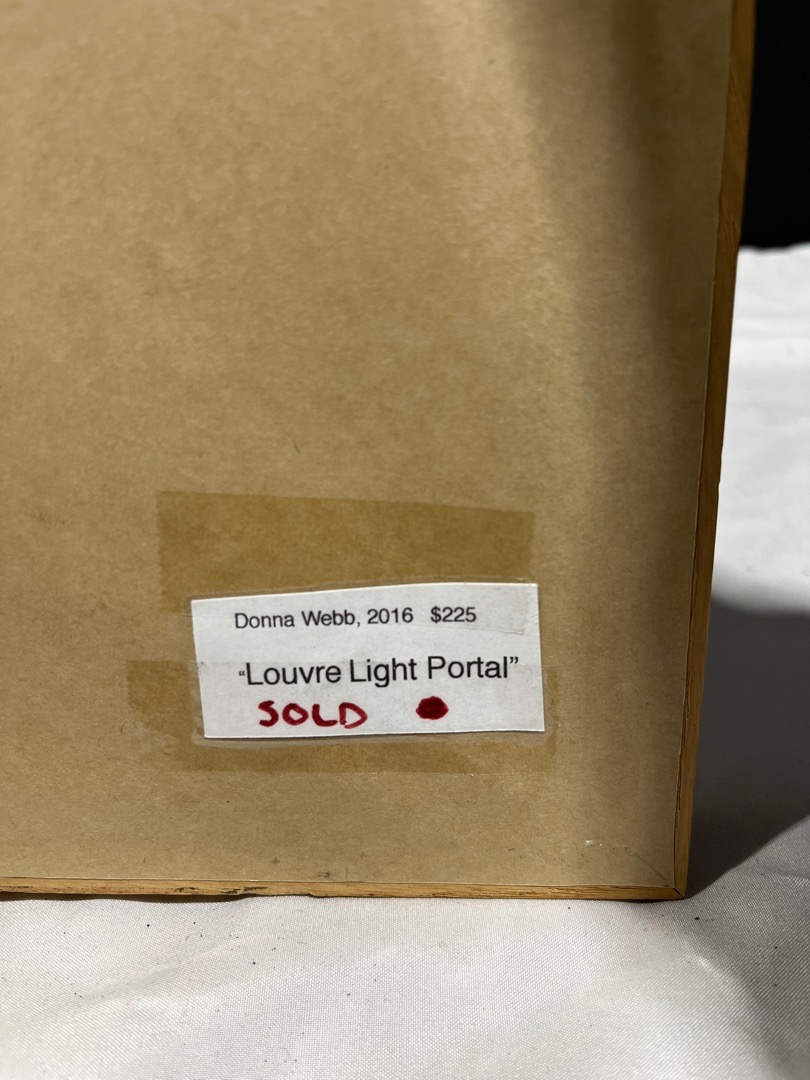 Donna Webb, 2016 $225
“Louvre Light Portal”
SOLD